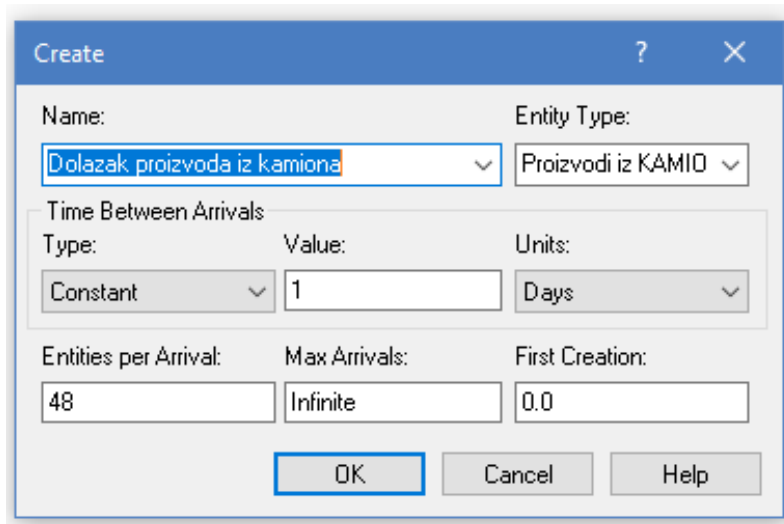 Create ? ×
Name: Entity Type:
Dolazak proizvoda iz kamiona Proizvodi iz KAMIO
Time Between Arrivals
Type: Value: Units:
Constant 1 Days
Entities per Arrival: Max Arrivals: First Creation:
48 Infinite 0.0
OK Cancel Help